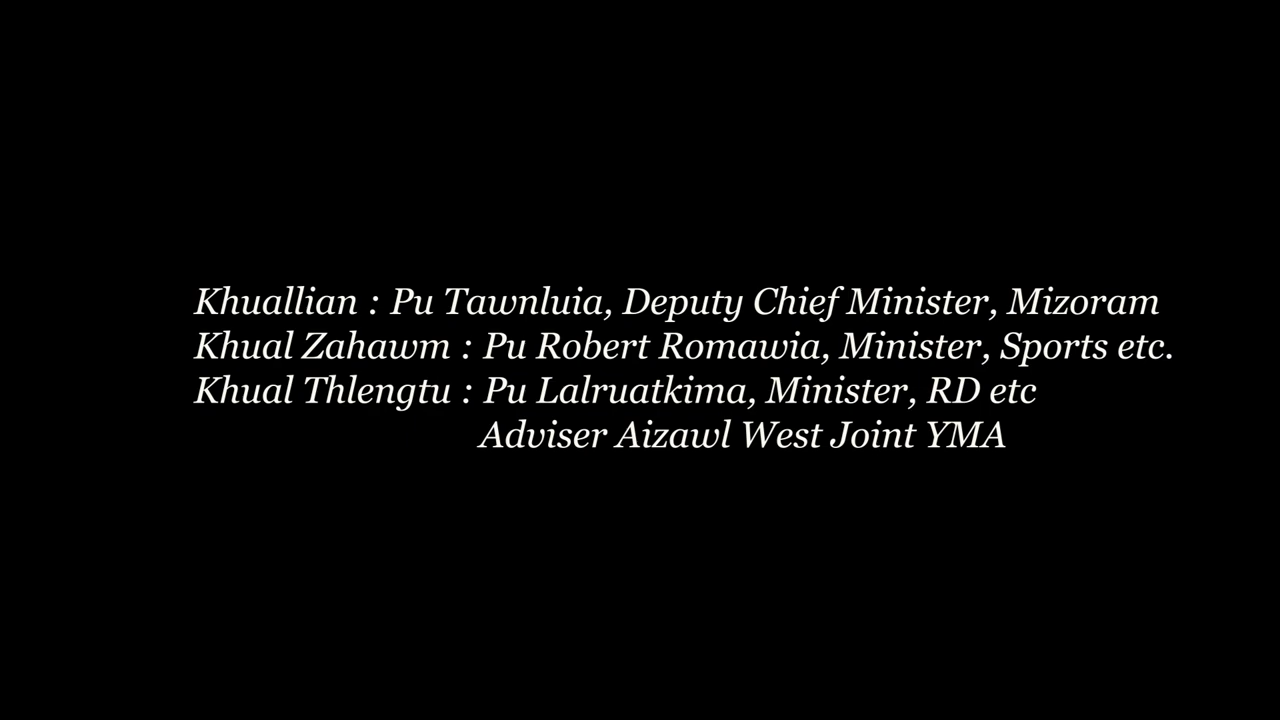 Khuallian : Pu Tawnluia, Deputy Chief Minister, Mizoram
Khual Zahawm : Pu Robert Romawia, Minister, Sports etc.
Khual Thlengtu : Pu Lalruatkima, Minister, RD etc
Adviser Aizawl West Joint YMA